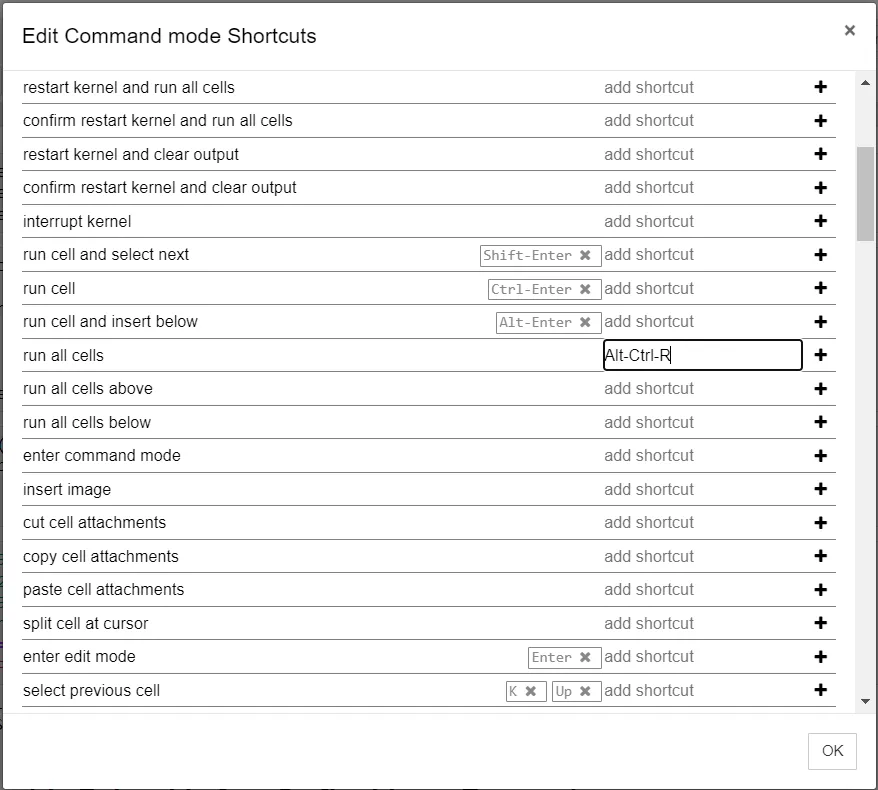 Edit Command mode Shortcuts ×
restart kernel and run all cells add shortcut +
confirm restart kernel and run all cells add shortcut +
restart kernel and clear output add shortcut +
confirm restart kernel and clear output add shortcut +
interrupt kernel add shortcut +
run cell and select next Shift-Enter ✖ add shortcut +
run cell Ctrl-Enter ✖ add shortcut +
run cell and insert below Alt-Enter ✖ add shortcut +
run all cells Alt-Ctrl-R +
run all cells above add shortcut +
run all cells below add shortcut +
enter command mode add shortcut +
insert image add shortcut +
cut cell attachments add shortcut +
copy cell attachments add shortcut +
paste cell attachments add shortcut +
split cell at cursor add shortcut +
enter edit mode Enter ✖ add shortcut +
select previous cell K ✖ Up ✖ add shortcut +
OK